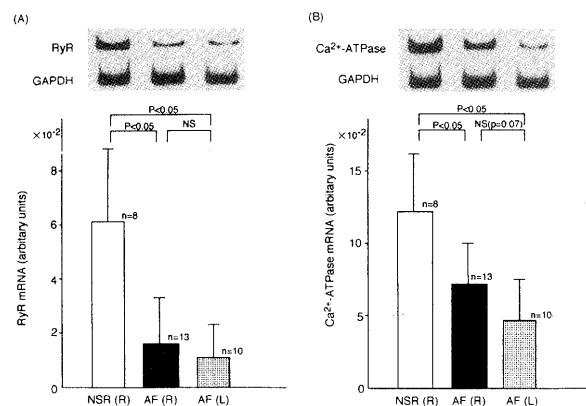 (A)
RyR
GAPDH
P<0.05
P<0.05
NS
×10-2
8
6
4
2
0
RyR mRNA (arbitary units)
n=8
n=13
n=10
NSR (R)
AF (R)
AF (L)
(B)
Ca2+-ATPase
GAPDH
P<0.05
P<0.05
NS(p=0.07)
×10-2
15
10
5
0
Ca2+-ATPase mRNA (arbitary units)
n=8
n=13
n=10
NSR (R)
AF (R)
AF (L)